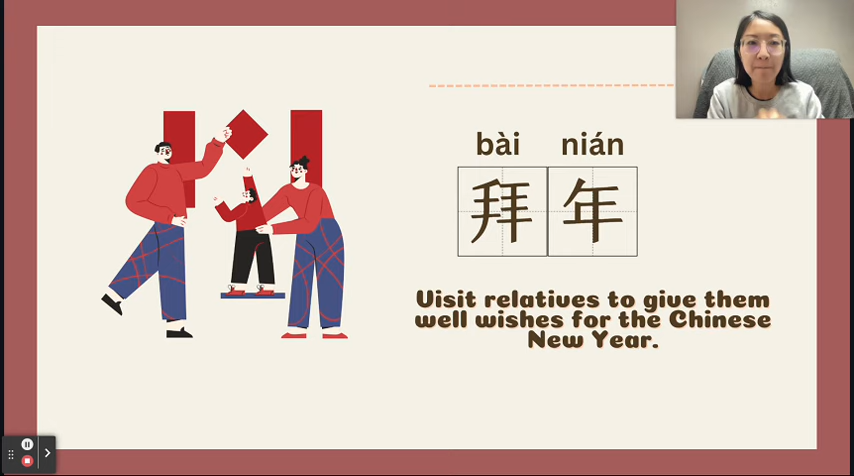 bài nián
拜年
Visit relatives to give them
well wishes for the Chinese
New Year.